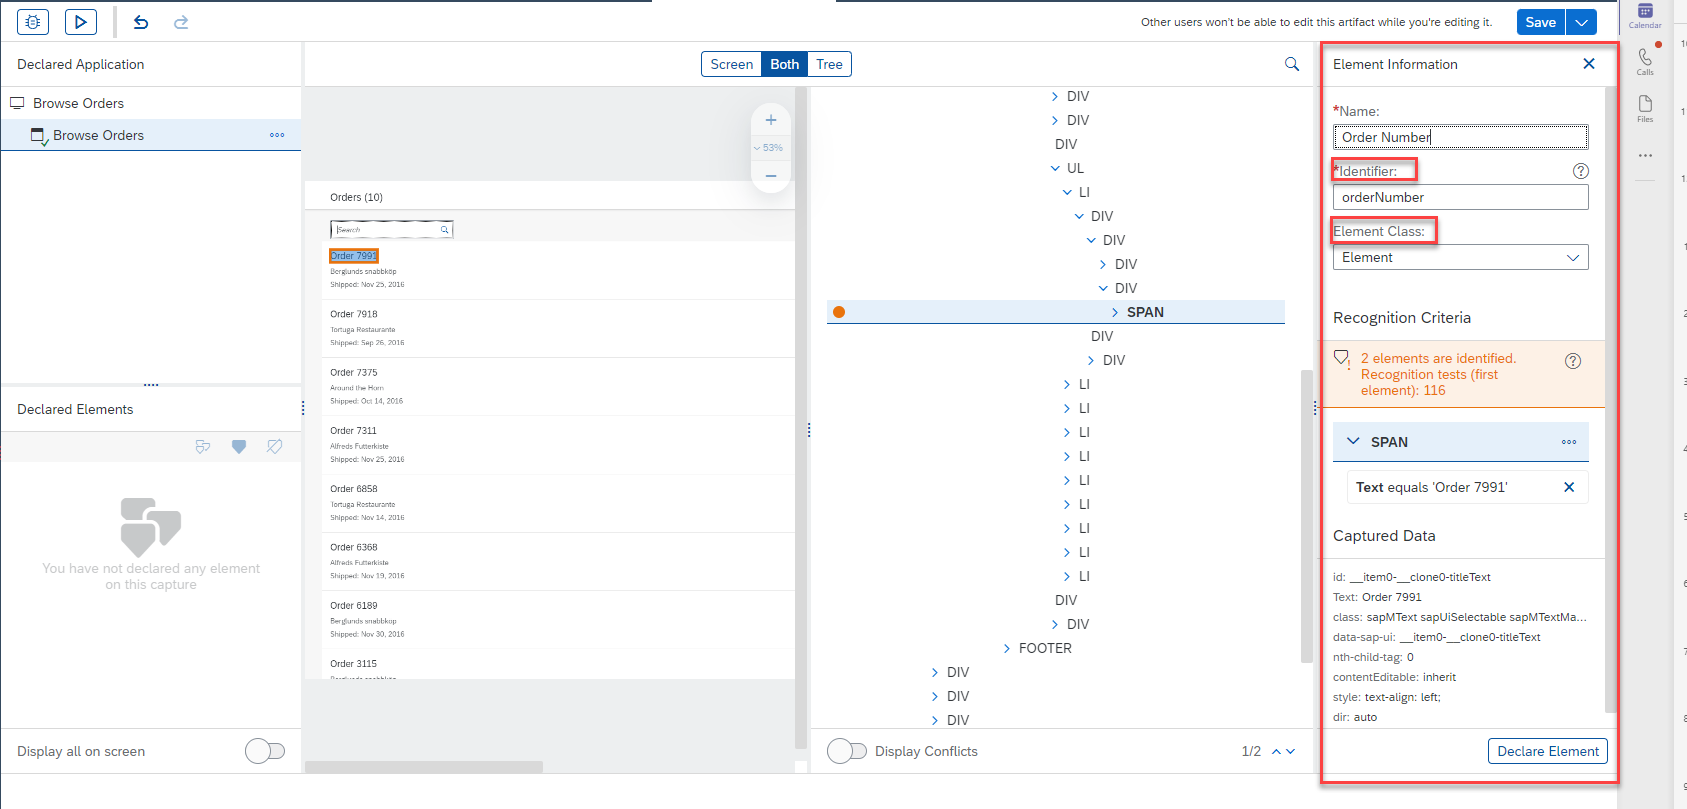 Other users won't be able to edit this artifact while you're editing it.
Save
Calendar
Calls
Files
Declared Application
Browse Orders
Browse Orders
Screen
Both
Tree
53%
Orders (10)
Search
Order 7991
Berglunds snabbköp
Shipped: Nov 25, 2016
Order 7918
Tortuga Restaurante
Shipped: Sep 26, 2016
Order 7375
Around the Horn
Shipped: Oct 14, 2016
Order 7311
Alfreds Futterkiste
Shipped: Nov 25, 2016
Order 6858
Tortuga Restaurante
Shipped: Nov 14, 2016
Order 6368
Alfreds Futterkiste
Shipped: Nov 19, 2016
Order 6189
Berglunds snabbkop
Shipped: Nov 30, 2016
Order 3115
DIV
DIV
DIV
UL
LI
DIV
DIV
DIV
DIV
SPAN
DIV
DIV
LI
LI
LI
LI
LI
LI
LI
LI
LI
DIV
DIV
FOOTER
DIV
DIV
DIV
Display Conflicts
1/2
Declared Elements
You have not declared any element
on this capture
Display all on screen
Element Information
*Name:
Order Number
*Identifier:
orderNumber
Element Class:
Element
Recognition Criteria
2 elements are identified.
Recognition tests (first
element): 116
SPAN
Text equals 'Order 7991'
Captured Data
id: __item0-__clone0-titleText
Text: Order 7991
class: sapMText sapUiSelectable sapMTextMa...
data-sap-ui: __item0-__clone0-titleText
nth-child-tag: 0
contentEditable: inherit
style: text-align: left;
dir: auto
Declare Element